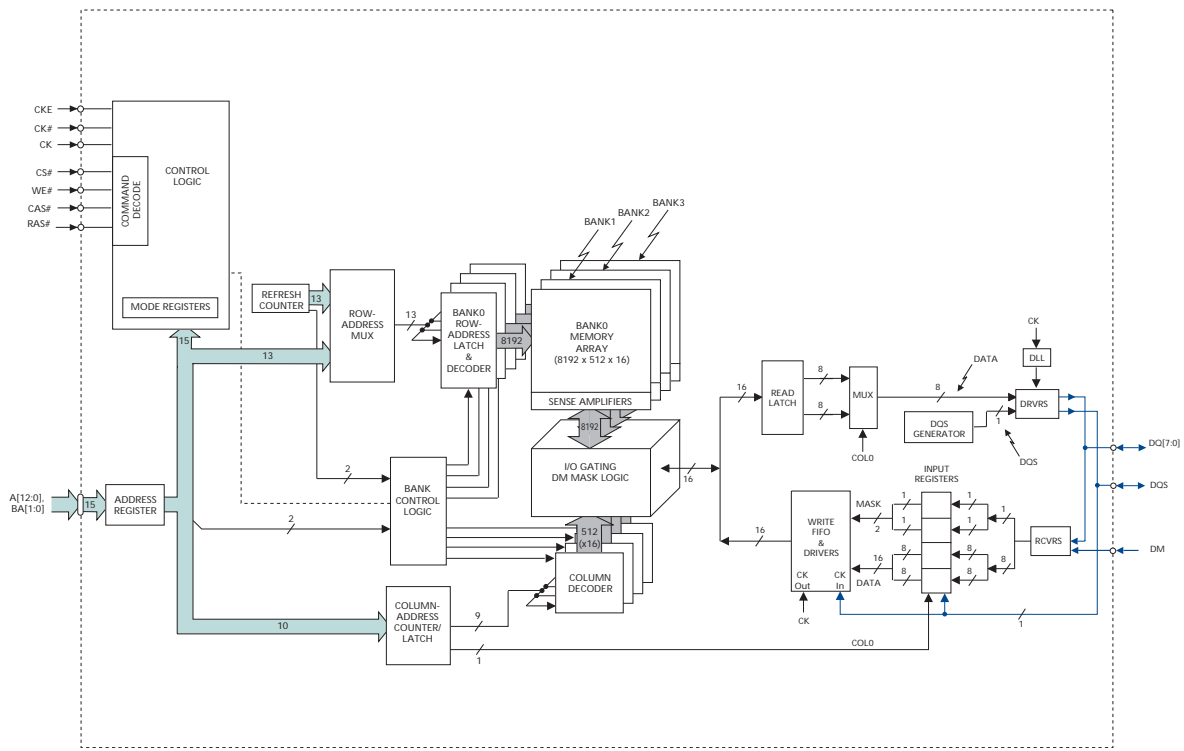 CKE
CK#
CK
CS#
WE#
CAS#
RAS#
COMMAND
DECODE
CONTROL
LOGIC
MODE REGISTERS
15
REFRESH
COUNTER
13
13
ROW-
ADDRESS
MUX
13
BANK0
ROW-
ADDRESS
LATCH
&
DECODER
8192
BANK1
BANK2
BANK3
BANK0
MEMORY
ARRAY
(8192 x 512 x 16)
SENSE AMPLIFIERS
8192
I/O GATING
DM MASK LOGIC
16
A[12:0],
BA[1:0]
15
ADDRESS
REGISTER
2
2
BANK
CONTROL
LOGIC
512
(x16)
COLUMN
DECODER
10
COLUMN-
ADDRESS
COUNTER/
LATCH
9
1
COL0
16
READ
LATCH
8
8
MUX
COL0
8
DATA
DQS
GENERATOR
1
DQS
CK
DLL
DRVRS
DQ[7:0]
DQS
DM
16
WRITE
FIFO
&
DRIVERS
CK
Out
CK
In
CK
MASK
2
16
DATA
INPUT
REGISTERS
1
1
8
8
1
1
8
8
1
8
RCVRS
1